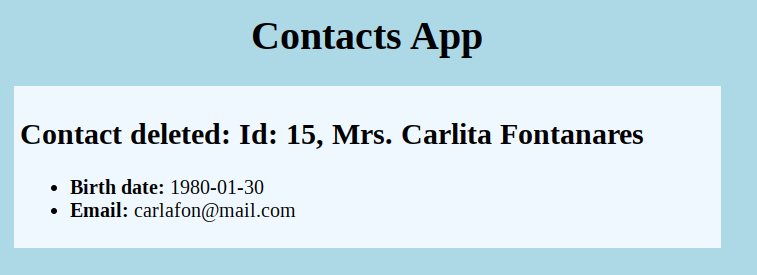 Contacts App
Contact deleted: Id: 15, Mrs. Carlita Fontanares
Birth date: 1980-01-30
Email: carlafon@mail.com